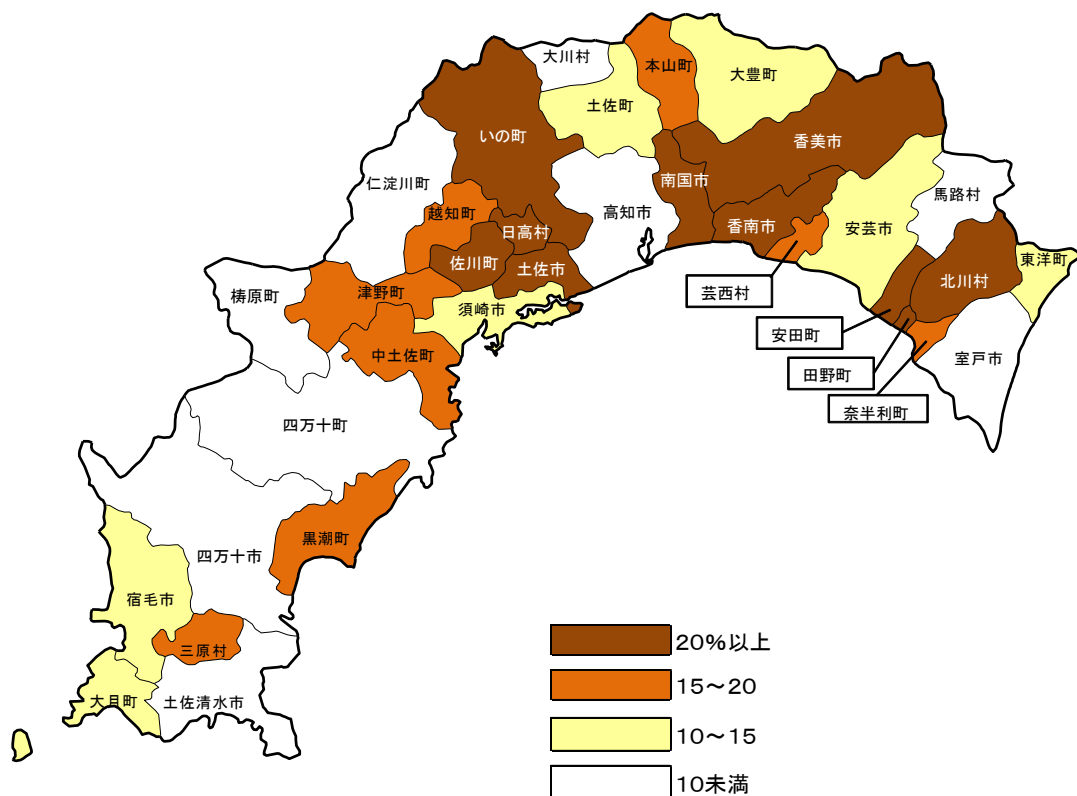 大川村
本山町
大豊町
土佐町
いの町
香美市
仁淀川町
南国市
馬路村
越知町
高知市
日高村
香南市
安芸市
佐川町
土佐市
東洋町
北川村
梼原町
津野町
須崎市
芸西村
安田町
中土佐町
田野町
室戸市
奈半利町
四万十町
黒潮町
四万十市
宿毛市
三原村
大月町
土佐清水市
20%以上
15~20
10~15
10未満